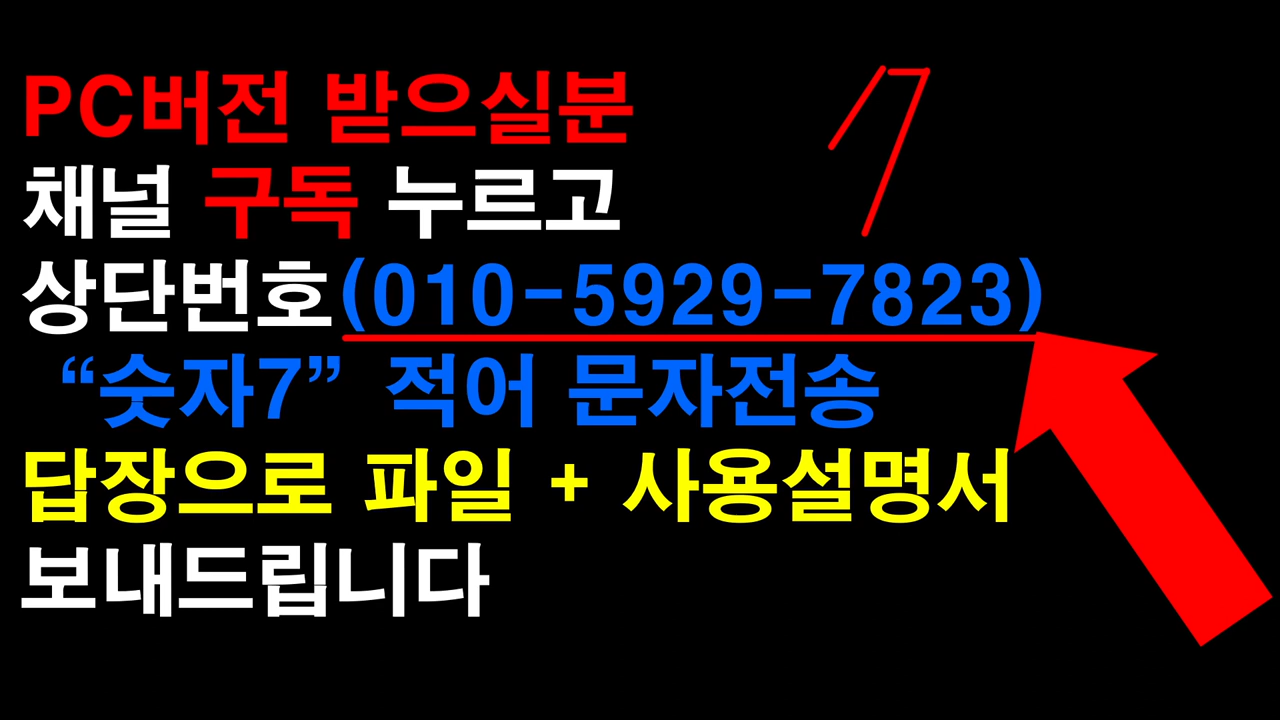 PC버전 받으실분
채널 구독 누르고
상단번호(010-5929-7823)
“숫자7” 적어 문자전송
답장으로 파일 + 사용설명서
보내드립니다
7